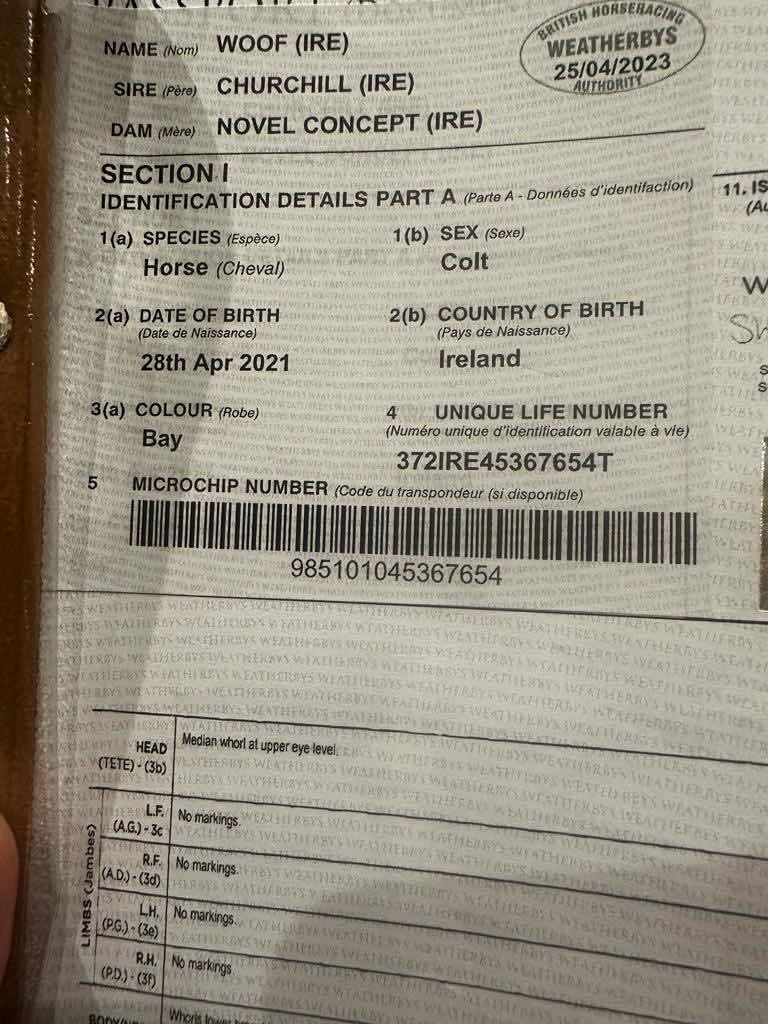 NAME (Nom) WOOF (IRE)
SIRE (Père) CHURCHILL (IRE)
DAM (Mère) NOVEL CONCEPT (IRE)
BRITISH HORSERACING
WEATHERBYS
25/04/2023
AUTHORITY
SECTION I
IDENTIFICATION DETAILS PART A (Parte A - Données d'identifaction)
1(a) SPECIES (Espèce)
Horse (Cheval)
1(b) SEX (Sexe)
Colt
2(a) DATE OF BIRTH
(Date de Naissance)
28th Apr 2021
2(b) COUNTRY OF BIRTH
(Pays de Naissance)
Ireland
3(a) COLOUR (Robe)
Bay
4 UNIQUE LIFE NUMBER
(Numéro unique d'identification valable à vie)
372IRE45367654T
5 MICROCHIP NUMBER (Code du transpondeur (si disponible)
985101045367654
HEAD
(TETE) - (3b)
Median whorl at upper eye level.
LIMBS (Jambes)
L.F.
(A.G.) - 3c
No markings.
R.F.
(A.D.) - (3d)
No markings.
L.H.
(P.G.) - (3e)
No markings.
R.H.
(P.D.) - (3f)
No markings.
Whorls
11. IS
(Au